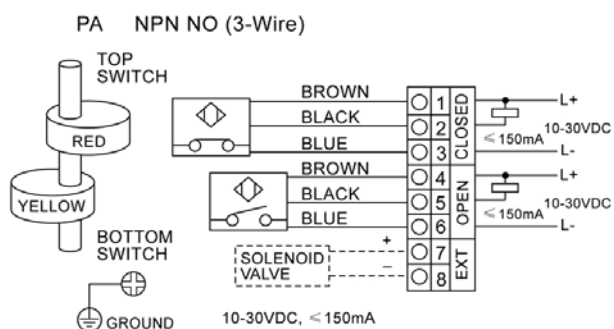 PA NPN NO (3-Wire)
TOP
SWITCH
RED
YELLOW
BOTTOM
SWITCH
GROUND
BROWN
BLACK
BLUE
BROWN
BLACK
BLUE
SOLENOID
VALVE
+
−
1
2
3
4
5
6
7
8
CLOSED
OPEN
EXT
L+
10-30VDC
≤150mA
L-
L+
10-30VDC
≤150mA
L-
10-30VDC, ≤150mA